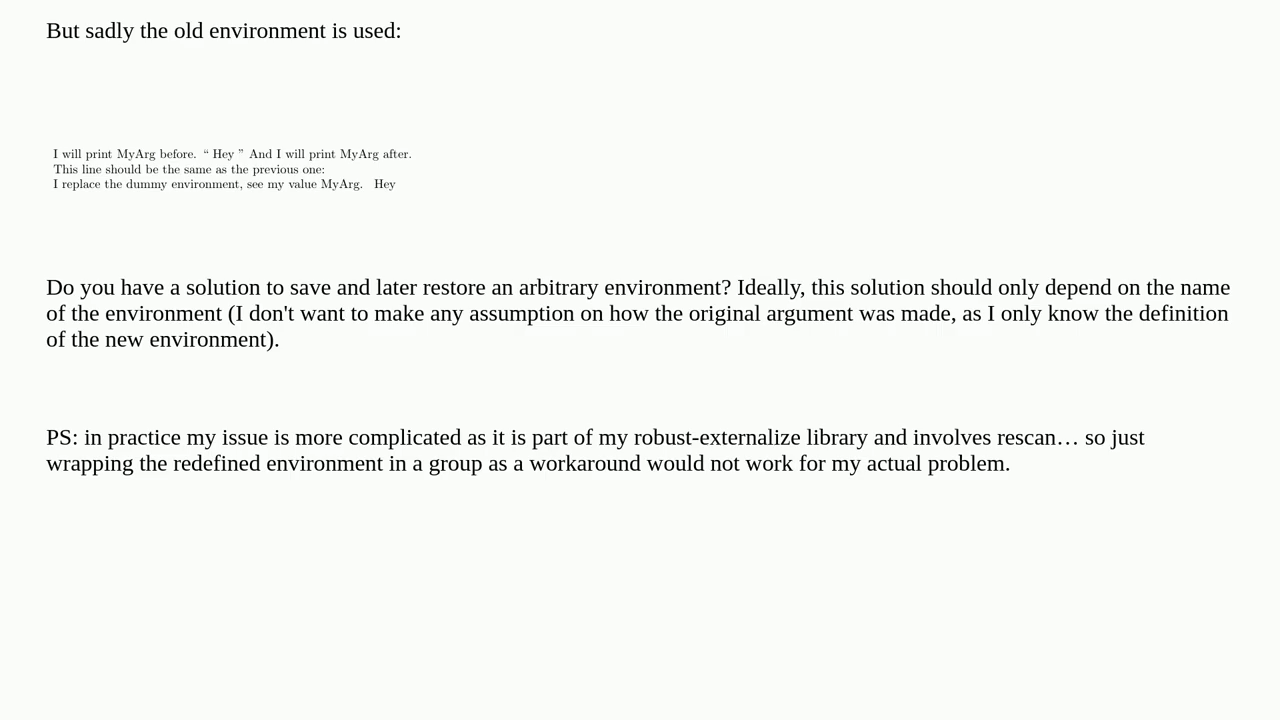 But sadly the old environment is used:
I will print MyArg before. “ Hey ” And I will print MyArg after.
This line should be the same as the previous one:
I replace the dummy environment, see my value MyArg. Hey
Do you have a solution to save and later restore an arbitrary environment? Ideally, this solution should only depend on the name
of the environment (I don't want to make any assumption on how the original argument was made, as I only know the definition
of the new environment).
PS: in practice my issue is more complicated as it is part of my robust-externalize library and involves rescan… so just
wrapping the redefined environment in a group as a workaround would not work for my actual problem.